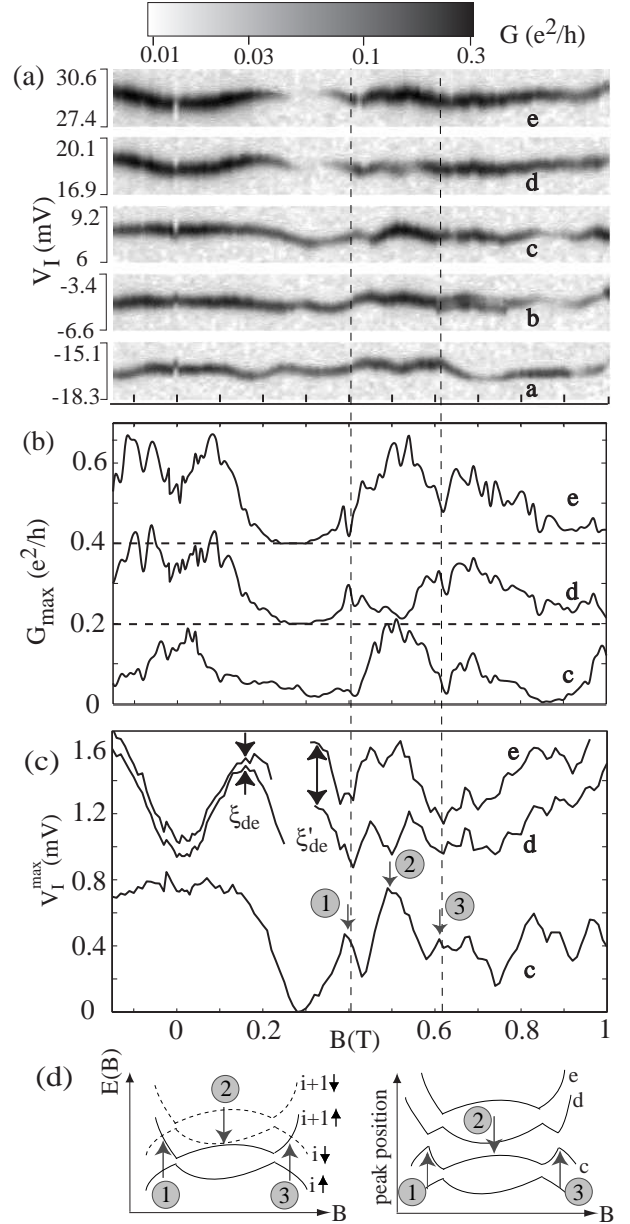 0.01 0.03 0.1 0.3 G (e²/h)
(a)
V_I (mV)
30.6
27.4
e
20.1
16.9
d
9.2
6
c
-3.4
-6.6
b
-15.1
-18.3
a
(b)
G_max (e²/h)
0.6
0.4
0.2
0
e
d
c
(c)
V_I^max (mV)
1.6
1.2
0.8
0.4
0
ξ_de
ξ'_de
e
d
c
1
2
3
0 0.2 0.4 0.6 0.8 1
B(T)
(d)
E(B)
2
1
3
i+1↓
i+1↑
i↓
i↑
B
peak position
e
d
2
c
1
3
B